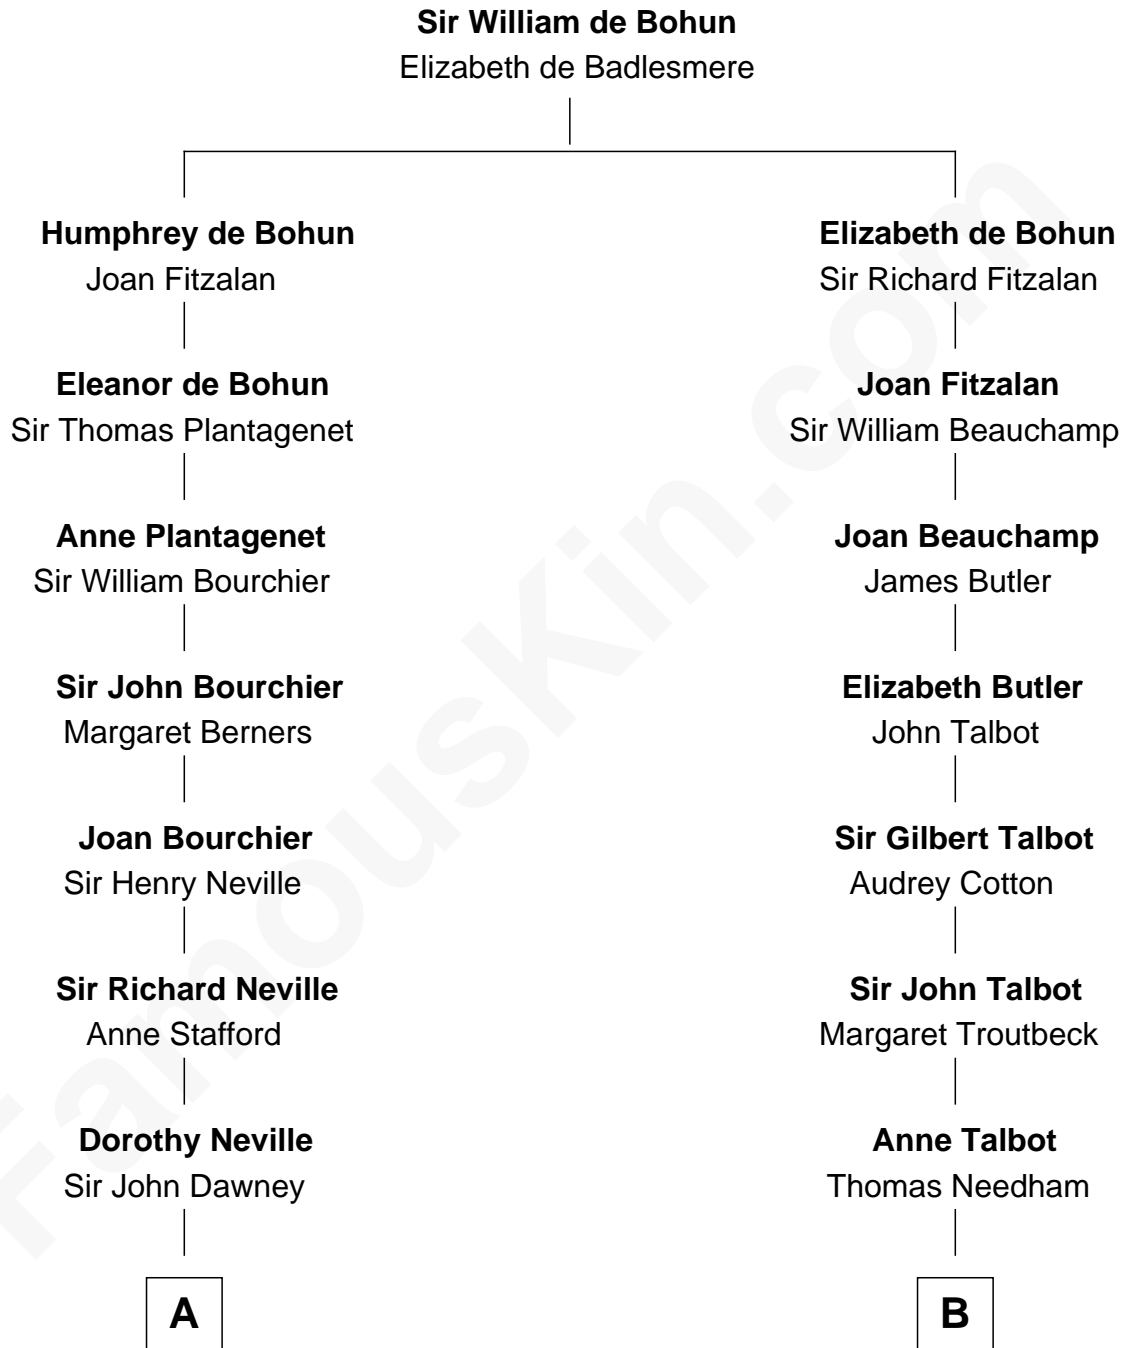 Sir William de Bohun
Elizabeth de Badlesmere
Humphrey de Bohun
Joan Fitzalan
Eleanor de Bohun
Sir Thomas Plantagenet
Anne Plantagenet
Sir William Bourchier
Sir John Bourchier
Margaret Berners
Joan Bourchier
Sir Henry Neville
Sir Richard Neville
Anne Stafford
Dorothy Neville
Sir John Dawney
A
Elizabeth de Bohun
Sir Richard Fitzalan
Joan Fitzalan
Sir William Beauchamp
Joan Beauchamp
James Butler
Elizabeth Butler
John Talbot
Sir Gilbert Talbot
Audrey Cotton
Sir John Talbot
Margaret Troutbeck
Anne Talbot
Thomas Needham
B
FamousKin.com